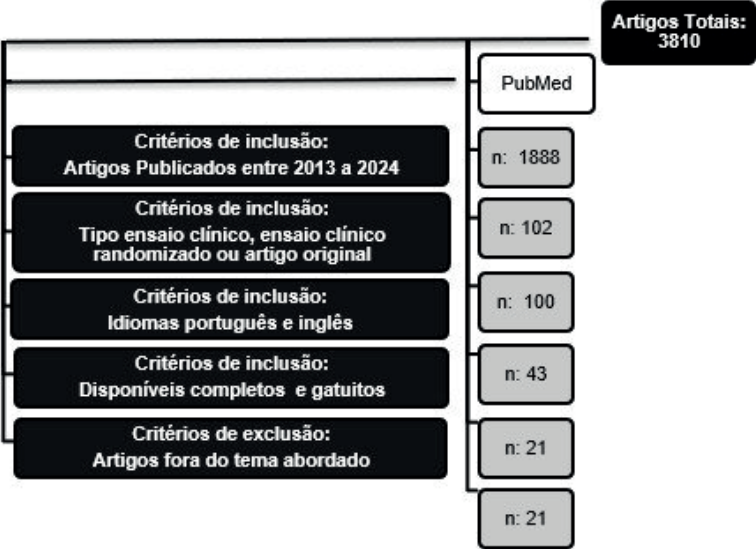 Artigos Totais:
3810
PubMed
Critérios de inclusão:
Artigos Publicados entre 2013 a 2024
n: 1888
Critérios de inclusão:
Tipo ensaio clínico, ensaio clínico
randomizado ou artigo original
n: 102
Critérios de inclusão:
Idiomas português e inglês
n: 100
Critérios de inclusão:
Disponíveis completos e gatuitos
n: 43
Critérios de exclusão:
Artigos fora do tema abordado
n: 21
n: 21